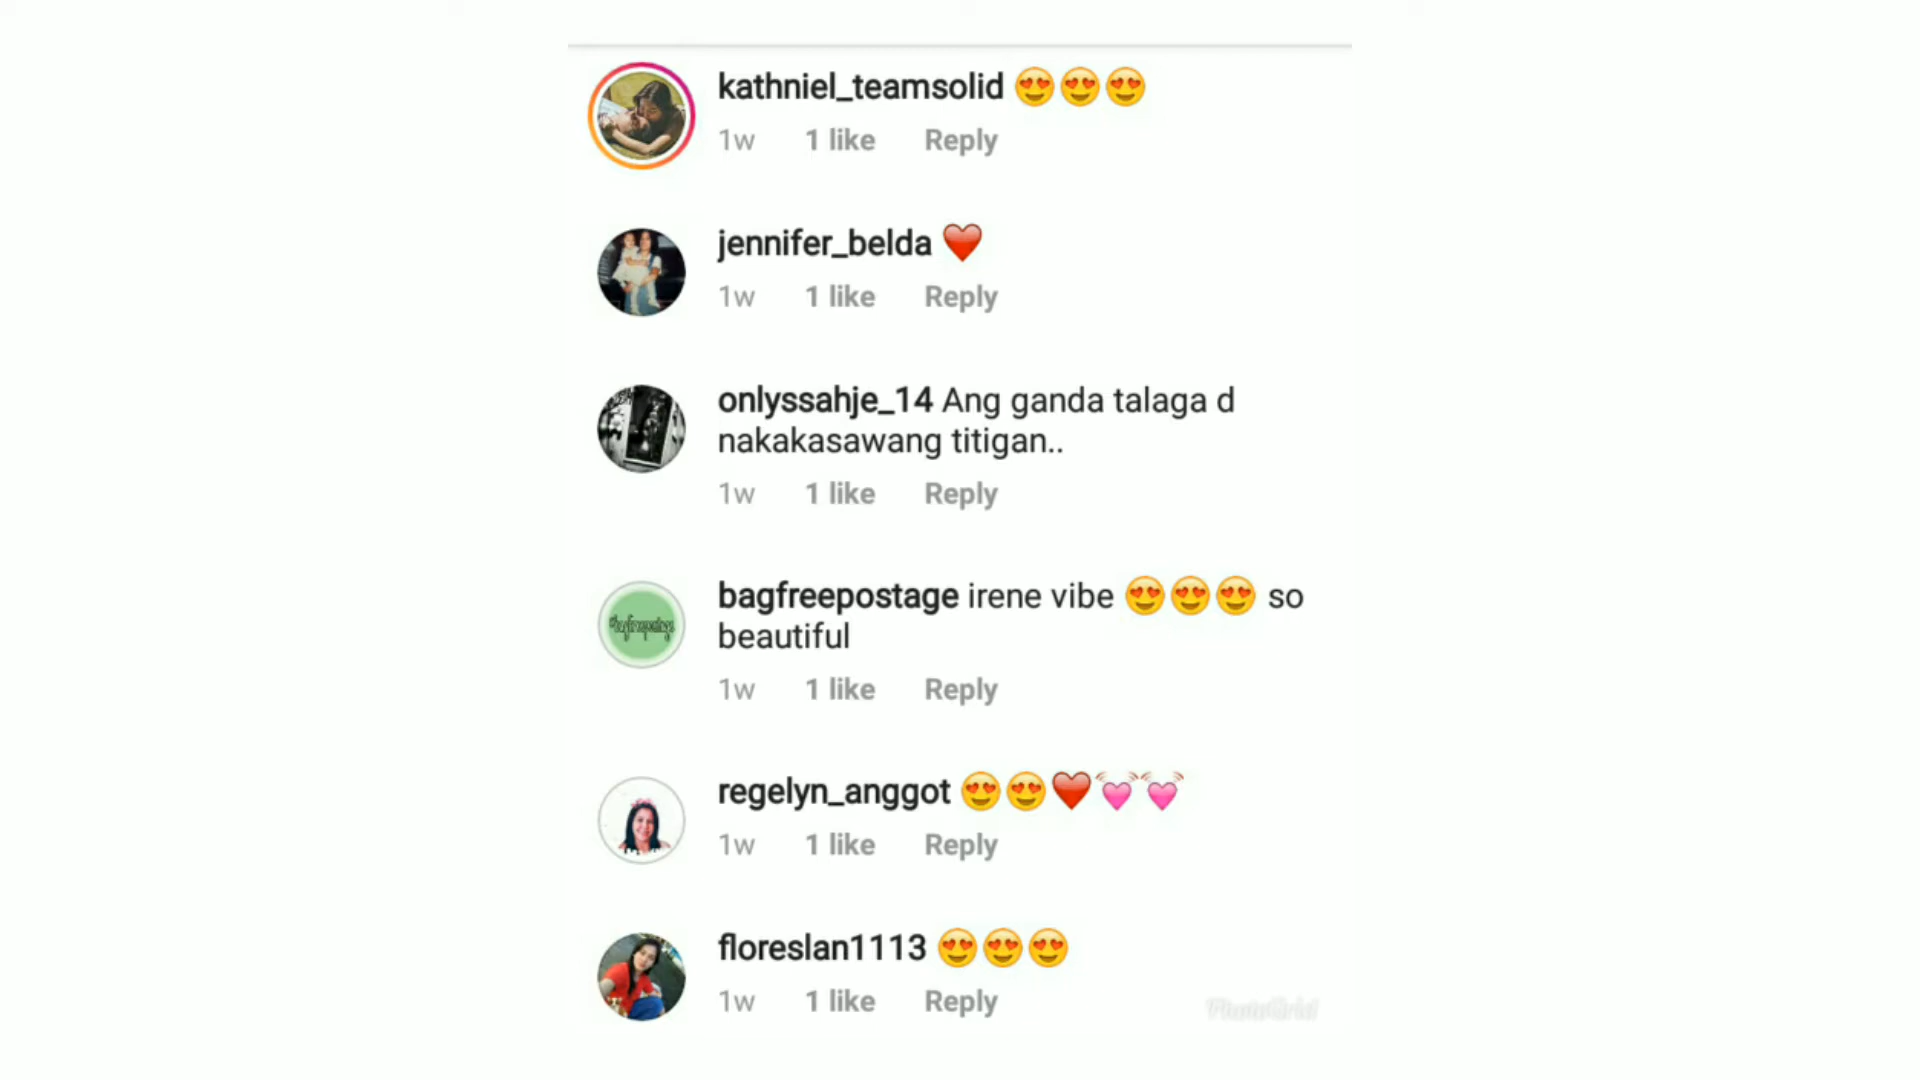 kathniel_teamsolid 😍😍😍
1w 1 like Reply
jennifer_belda ❤️
1w 1 like Reply
onlyssahje_14 Ang ganda talaga d
nakakasawang titigan..
1w 1 like Reply
bagfreepostage irene vibe 😍😍😍 so
beautiful
1w 1 like Reply
regelyn_anggot 😍😍❤️💓💓
1w 1 like Reply
floreslan1113 😍😍😍
1w 1 like Reply
PhotoGrid